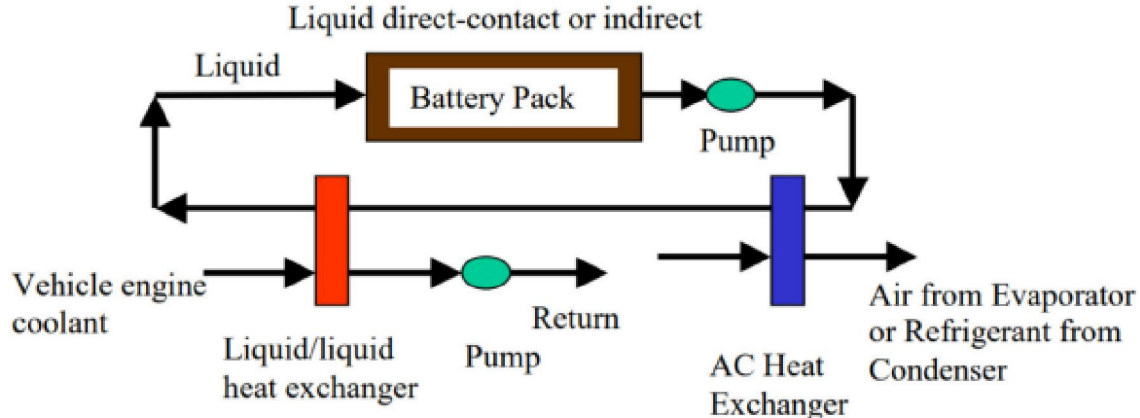 Liquid direct-contact or indirect
Liquid
Battery Pack
Pump
Vehicle engine
coolant
Return
Liquid/liquid
heat exchanger
Pump
AC Heat
Exchanger
Air from Evaporator
or Refrigerant from
Condenser